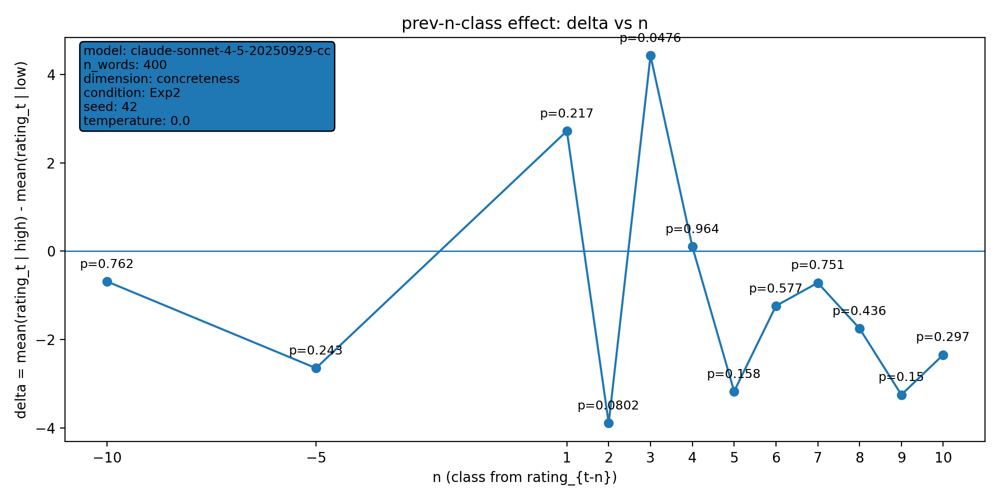 prev-n-class effect: delta vs n
model: claude-sonnet-4-5-20250929-cc
n_words: 400
dimension: concreteness
condition: Exp2
seed: 42
temperature: 0.0
delta = mean(rating_t | high) - mean(rating_t | low)
4
2
0
−2
−4
p=0.762
p=0.243
p=0.217
p=0.0802
p=0.0476
p=0.964
p=0.158
p=0.577
p=0.751
p=0.436
p=0.15
p=0.297
−10
−5
1
2
3
4
5
6
7
8
9
10
n (class from rating_{t-n})